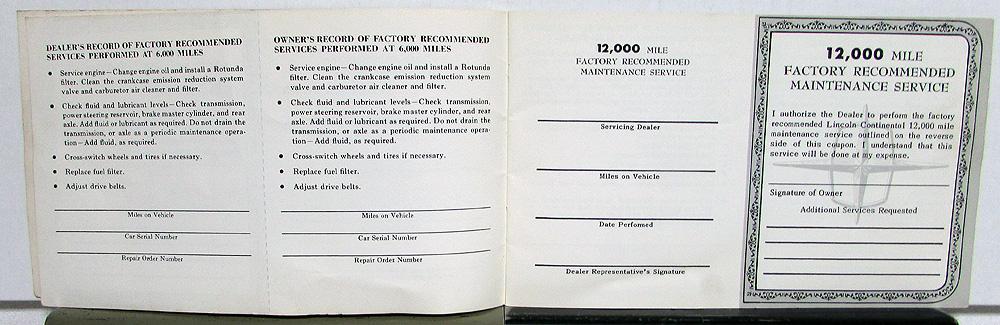 DEALER'S RECORD OF FACTORY RECOMMENDED
SERVICES PERFORMED AT 6,000 MILES
• Service engine—Change engine oil and install a Rotunda
filter. Clean the crankcase emission reduction system
valve and carburetor air cleaner and filter.
• Check fluid and lubricant levels—Check transmission,
power steering reservoir, brake master cylinder, and rear
axle. Add fluid or lubricant as required. Do not drain the
transmission, or axle as a periodic maintenance opera-
tion—Add fluid, as required.
• Cross-switch wheels and tires if necessary.
• Replace fuel filter.
• Adjust drive belts.
Miles on Vehicle
Car Serial Number
Repair Order Number
OWNER'S RECORD OF FACTORY RECOMMENDED
SERVICES PERFORMED AT 6,000 MILES
• Service engine—Change engine oil and install a Rotunda
filter. Clean the crankcase emission reduction system
valve and carburetor air cleaner and filter.
• Check fluid and lubricant levels—Check transmission,
power steering reservoir, brake master cylinder, and rear
axle. Add fluid or lubricant as required. Do not drain the
transmission, or axle as a periodic maintenance opera-
tion—Add fluid, as required.
• Cross-switch wheels and tires if necessary.
• Replace fuel filter.
• Adjust drive belts.
Miles on Vehicle
Car Serial Number
Repair Order Number
12,000 MILE
FACTORY RECOMMENDED
MAINTENANCE SERVICE
Servicing Dealer
Miles on Vehicle
Date Performed
Dealer Representative's Signature
12,000 MILE
FACTORY RECOMMENDED
MAINTENANCE SERVICE
I authorize the Dealer to perform the factory
recommended Lincoln Continental 12,000 mile
maintenance service outlined on the reverse
side of this coupon. I understand that this
service will be done at my expense.
Signature of Owner
Additional Services Requested